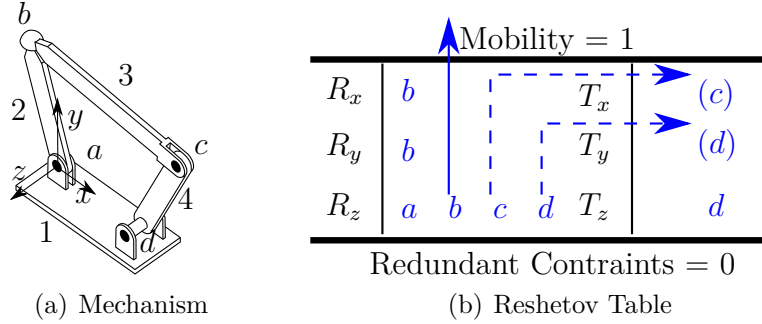 b
3
2
y
a
c
z
x
4
1
d
(a) Mechanism
Mobility = 1
R_x b T_x (c)
R_y b T_y (d)
R_z a b c d T_z d
Redundant Contraints = 0
(b) Reshetov Table